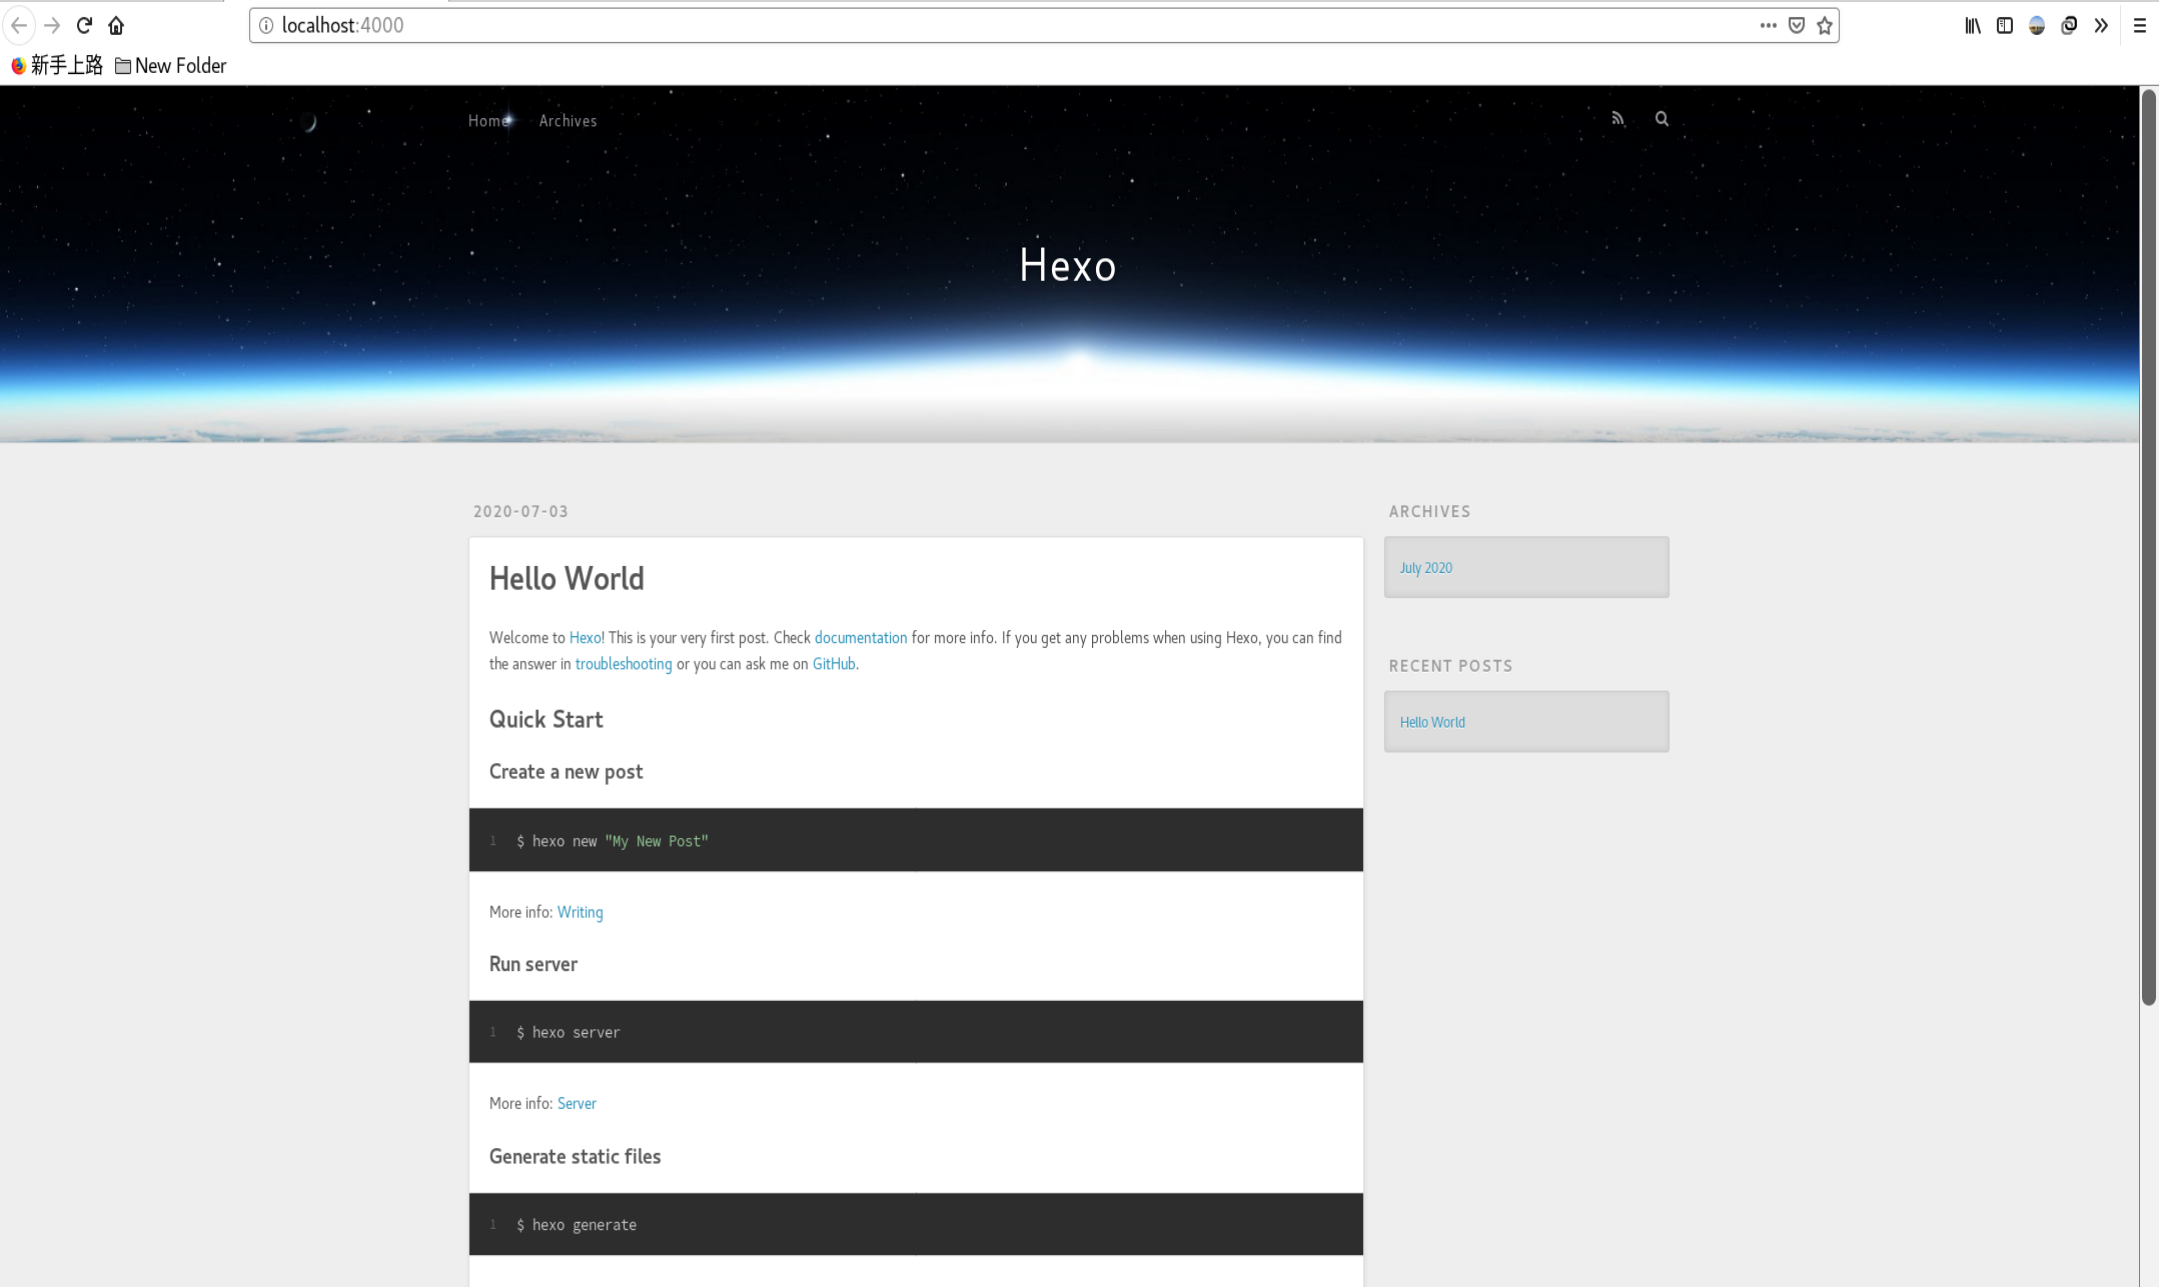 localhost:4000
新手上路 New Folder
Home Archives
Hexo
2020-07-03
Hello World
Welcome to Hexo! This is your very first post. Check documentation for more info. If you get any problems when using Hexo, you can find
the answer in troubleshooting or you can ask me on GitHub.
Quick Start
Create a new post
1 $ hexo new "My New Post"
More info: Writing
Run server
1 $ hexo server
More info: Server
Generate static files
1 $ hexo generate
ARCHIVES
July 2020
RECENT POSTS
Hello World